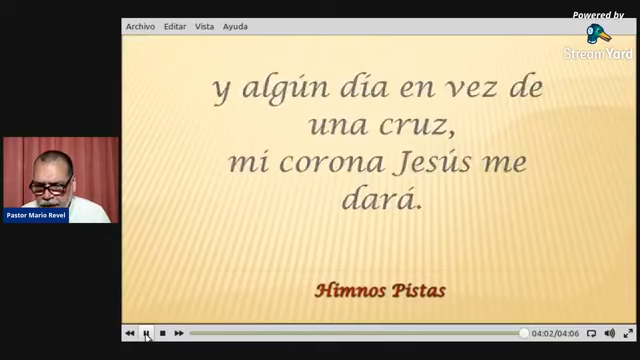 Powered by
StreamYard
Archivo Editar Vista Ayuda
y algún día en vez de
una cruz,
mi corona Jesús me
dará.
Himnos Pistas
Pastor Mario Revel
04:02/04:06